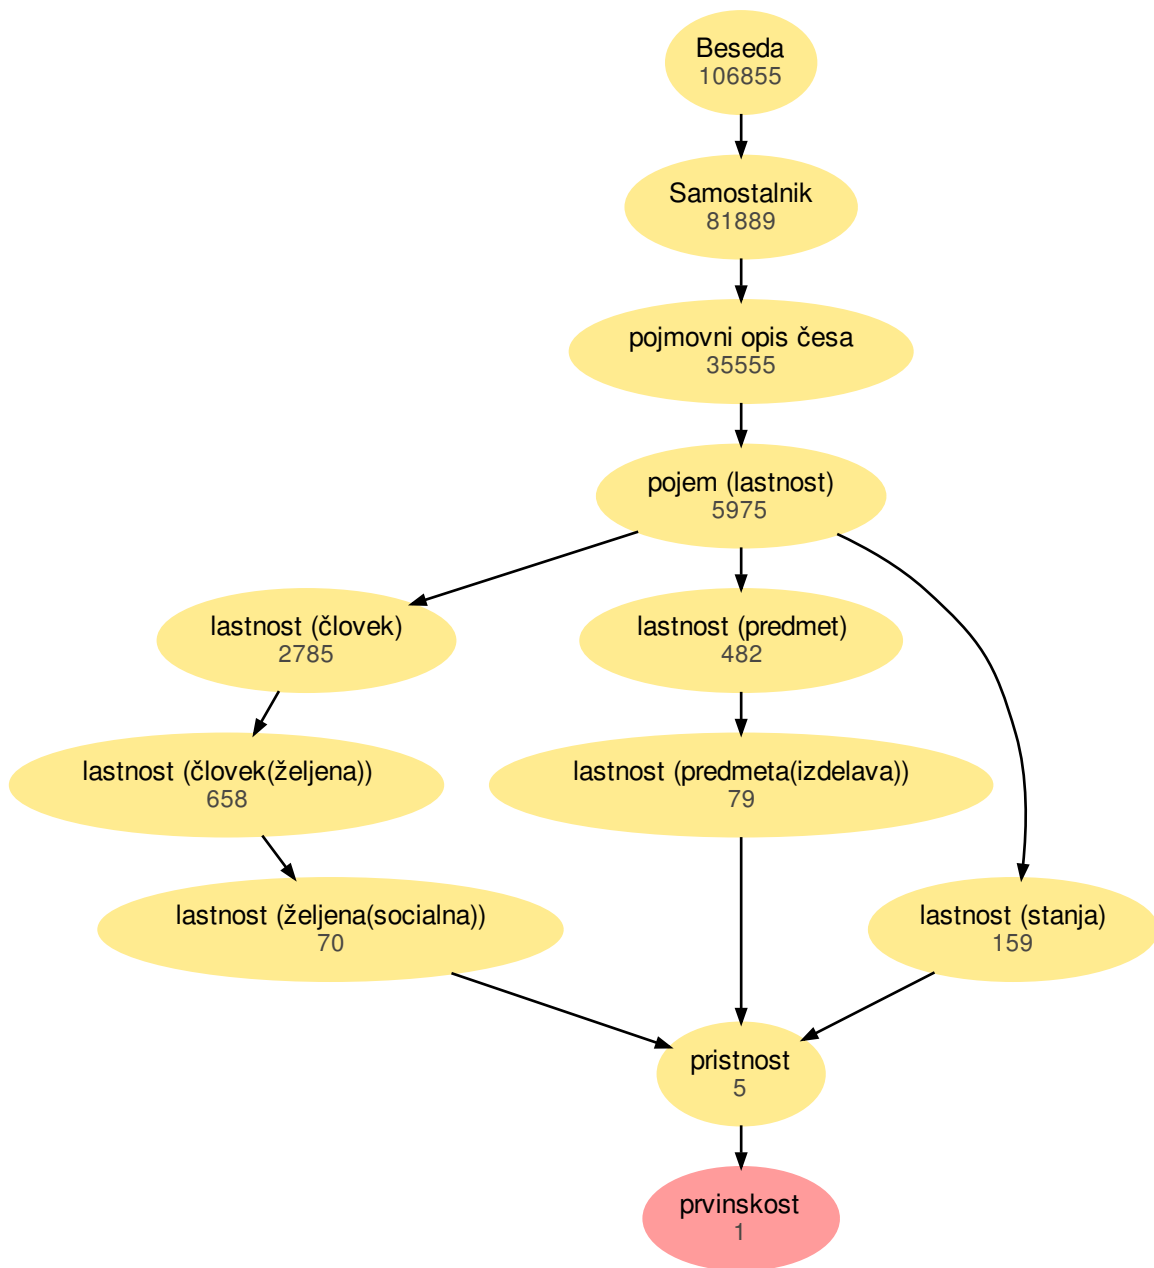 Beseda
106855
Samostalnik
81889
pojmovni opis česa
35555
pojem (lastnost)
5975
lastnost (človek)
2785
lastnost (predmet)
482
lastnost (človek(željena))
658
lastnost (predmeta(izdelava))
79
lastnost (željena(socialna))
70
lastnost (stanja)
159
pristnost
5
prvinskost
1